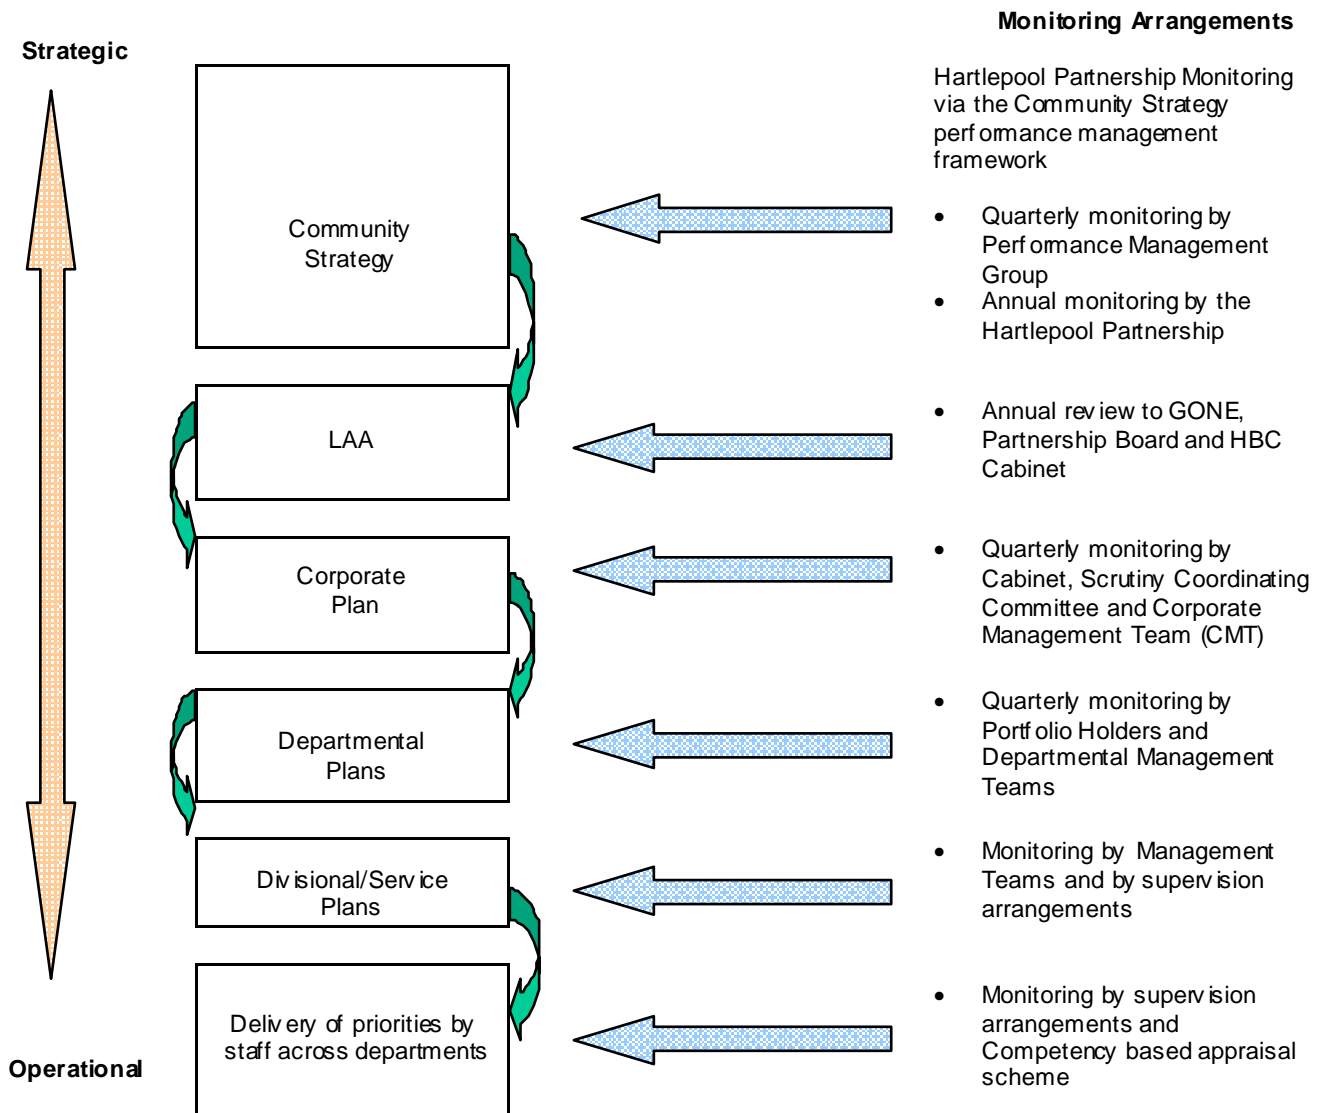 Monitoring Arrangements
Strategic
Hartlepool Partnership Monitoring
via the Community Strategy
performance management
framework
Community
Strategy
• Quarterly monitoring by
Performance Management
Group
• Annual monitoring by the
Hartlepool Partnership
LAA
• Annual review to GONE,
Partnership Board and HBC
Cabinet
Corporate
Plan
• Quarterly monitoring by
Cabinet, Scrutiny Coordinating
Committee and Corporate
Management Team (CMT)
Departmental
Plans
• Quarterly monitoring by
Portfolio Holders and
Departmental Management
Teams
Divisional/Service
Plans
• Monitoring by Management
Teams and by supervision
arrangements
Delivery of priorities by
staff across departments
• Monitoring by supervision
arrangements and
Competency based appraisal
scheme
Operational